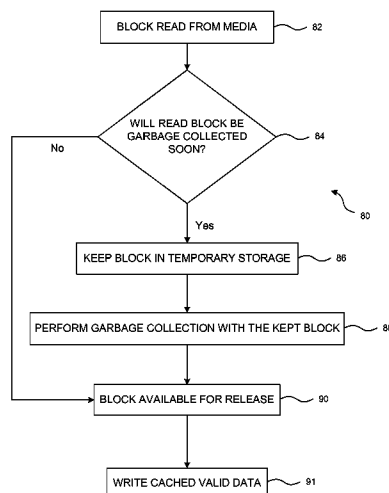 BLOCK READ FROM MEDIA
82
WILL READ BLOCK BE
GARBAGE COLLECTED
SOON?
84
No
80
Yes
KEEP BLOCK IN TEMPORARY STORAGE
86
PERFORM GARBAGE COLLECTION WITH THE KEPT BLOCK
BLOCK AVAILABLE FOR RELEASE
90
WRITE CACHED VALID DATA
91